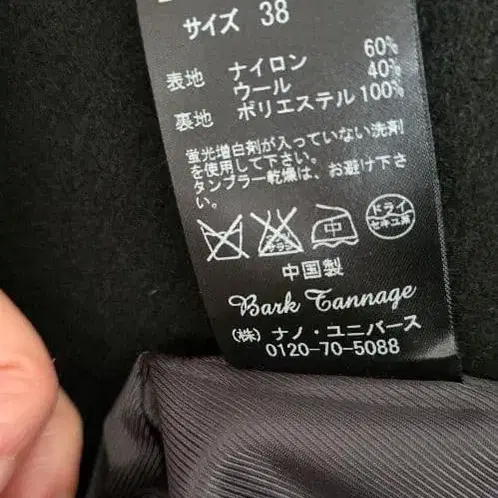 サイズ 38
表地 ナイロン 60%
ウール 40%
裏地 ポリエステル 100%
蛍光増白剤が入っていない洗剤
を使用して下さい。
タンブラー乾燥は、お避け下さい
ドライ
セキユ系
中国製
Bark Tannage
(株) ナノ・ユニバース
0120-70-5088